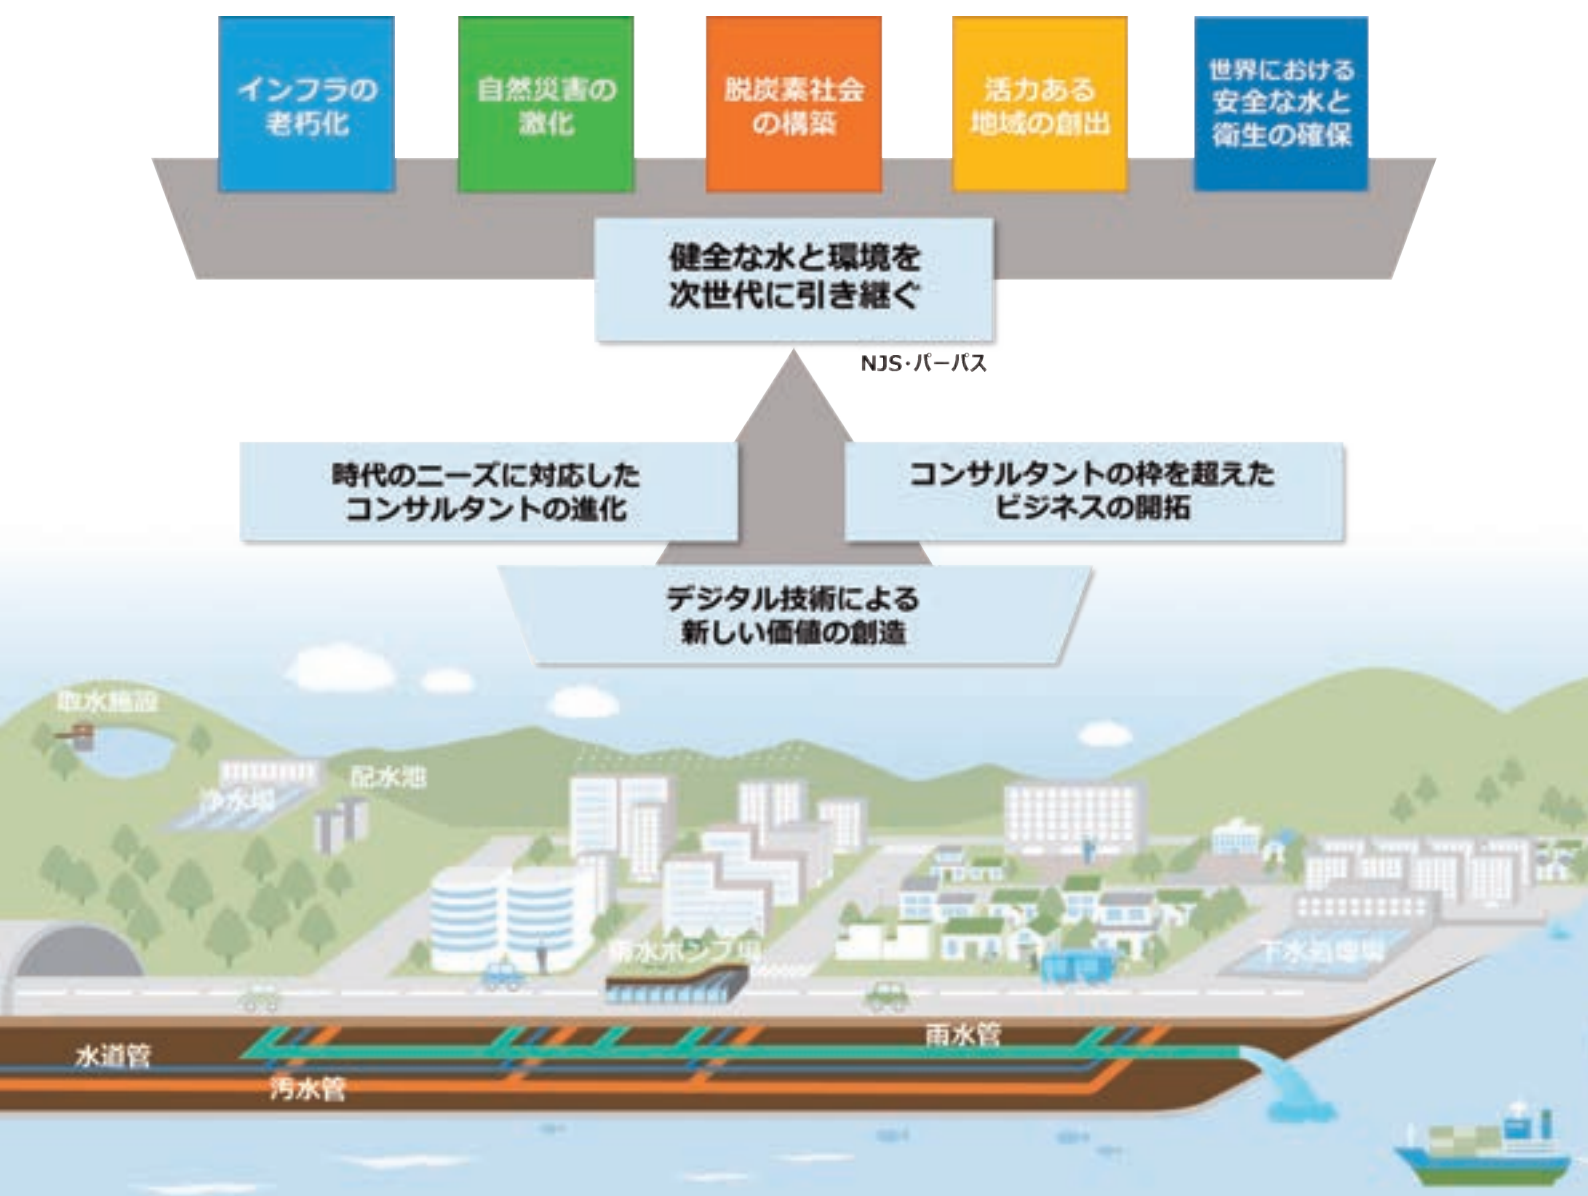 インフラの
老朽化
自然災害の
激化
脱炭素社会
の構築
活力ある
地域の創出
世界における
安全な水と
衛生の確保
健全な水と環境を
次世代に引き継ぐ
NJS・パーパス
時代のニーズに対応した
コンサルタントの進化
コンサルタントの枠を超えた
ビジネスの開拓
デジタル技術による
新しい価値の創造
取水施設
浄水場
配水池
雨水ポンプ場
下水処理場
水道管
雨水管
汚水管